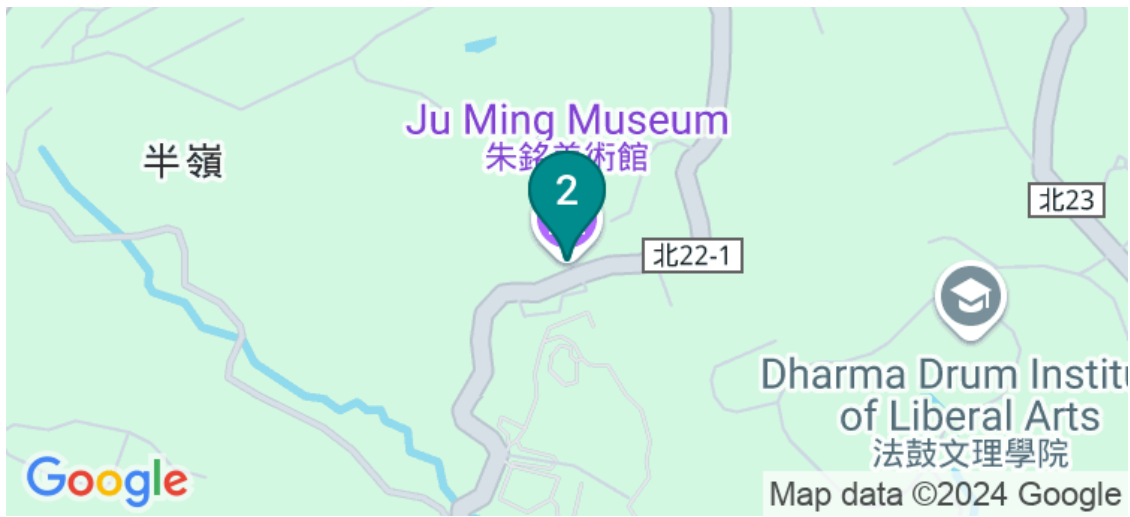 Ju Ming Museum
朱銘美術館
半嶺
2
北23
北22-1
Dharma Drum Institu
of Liberal Arts
法鼓文理學院
Google
Map data ©2024 Google